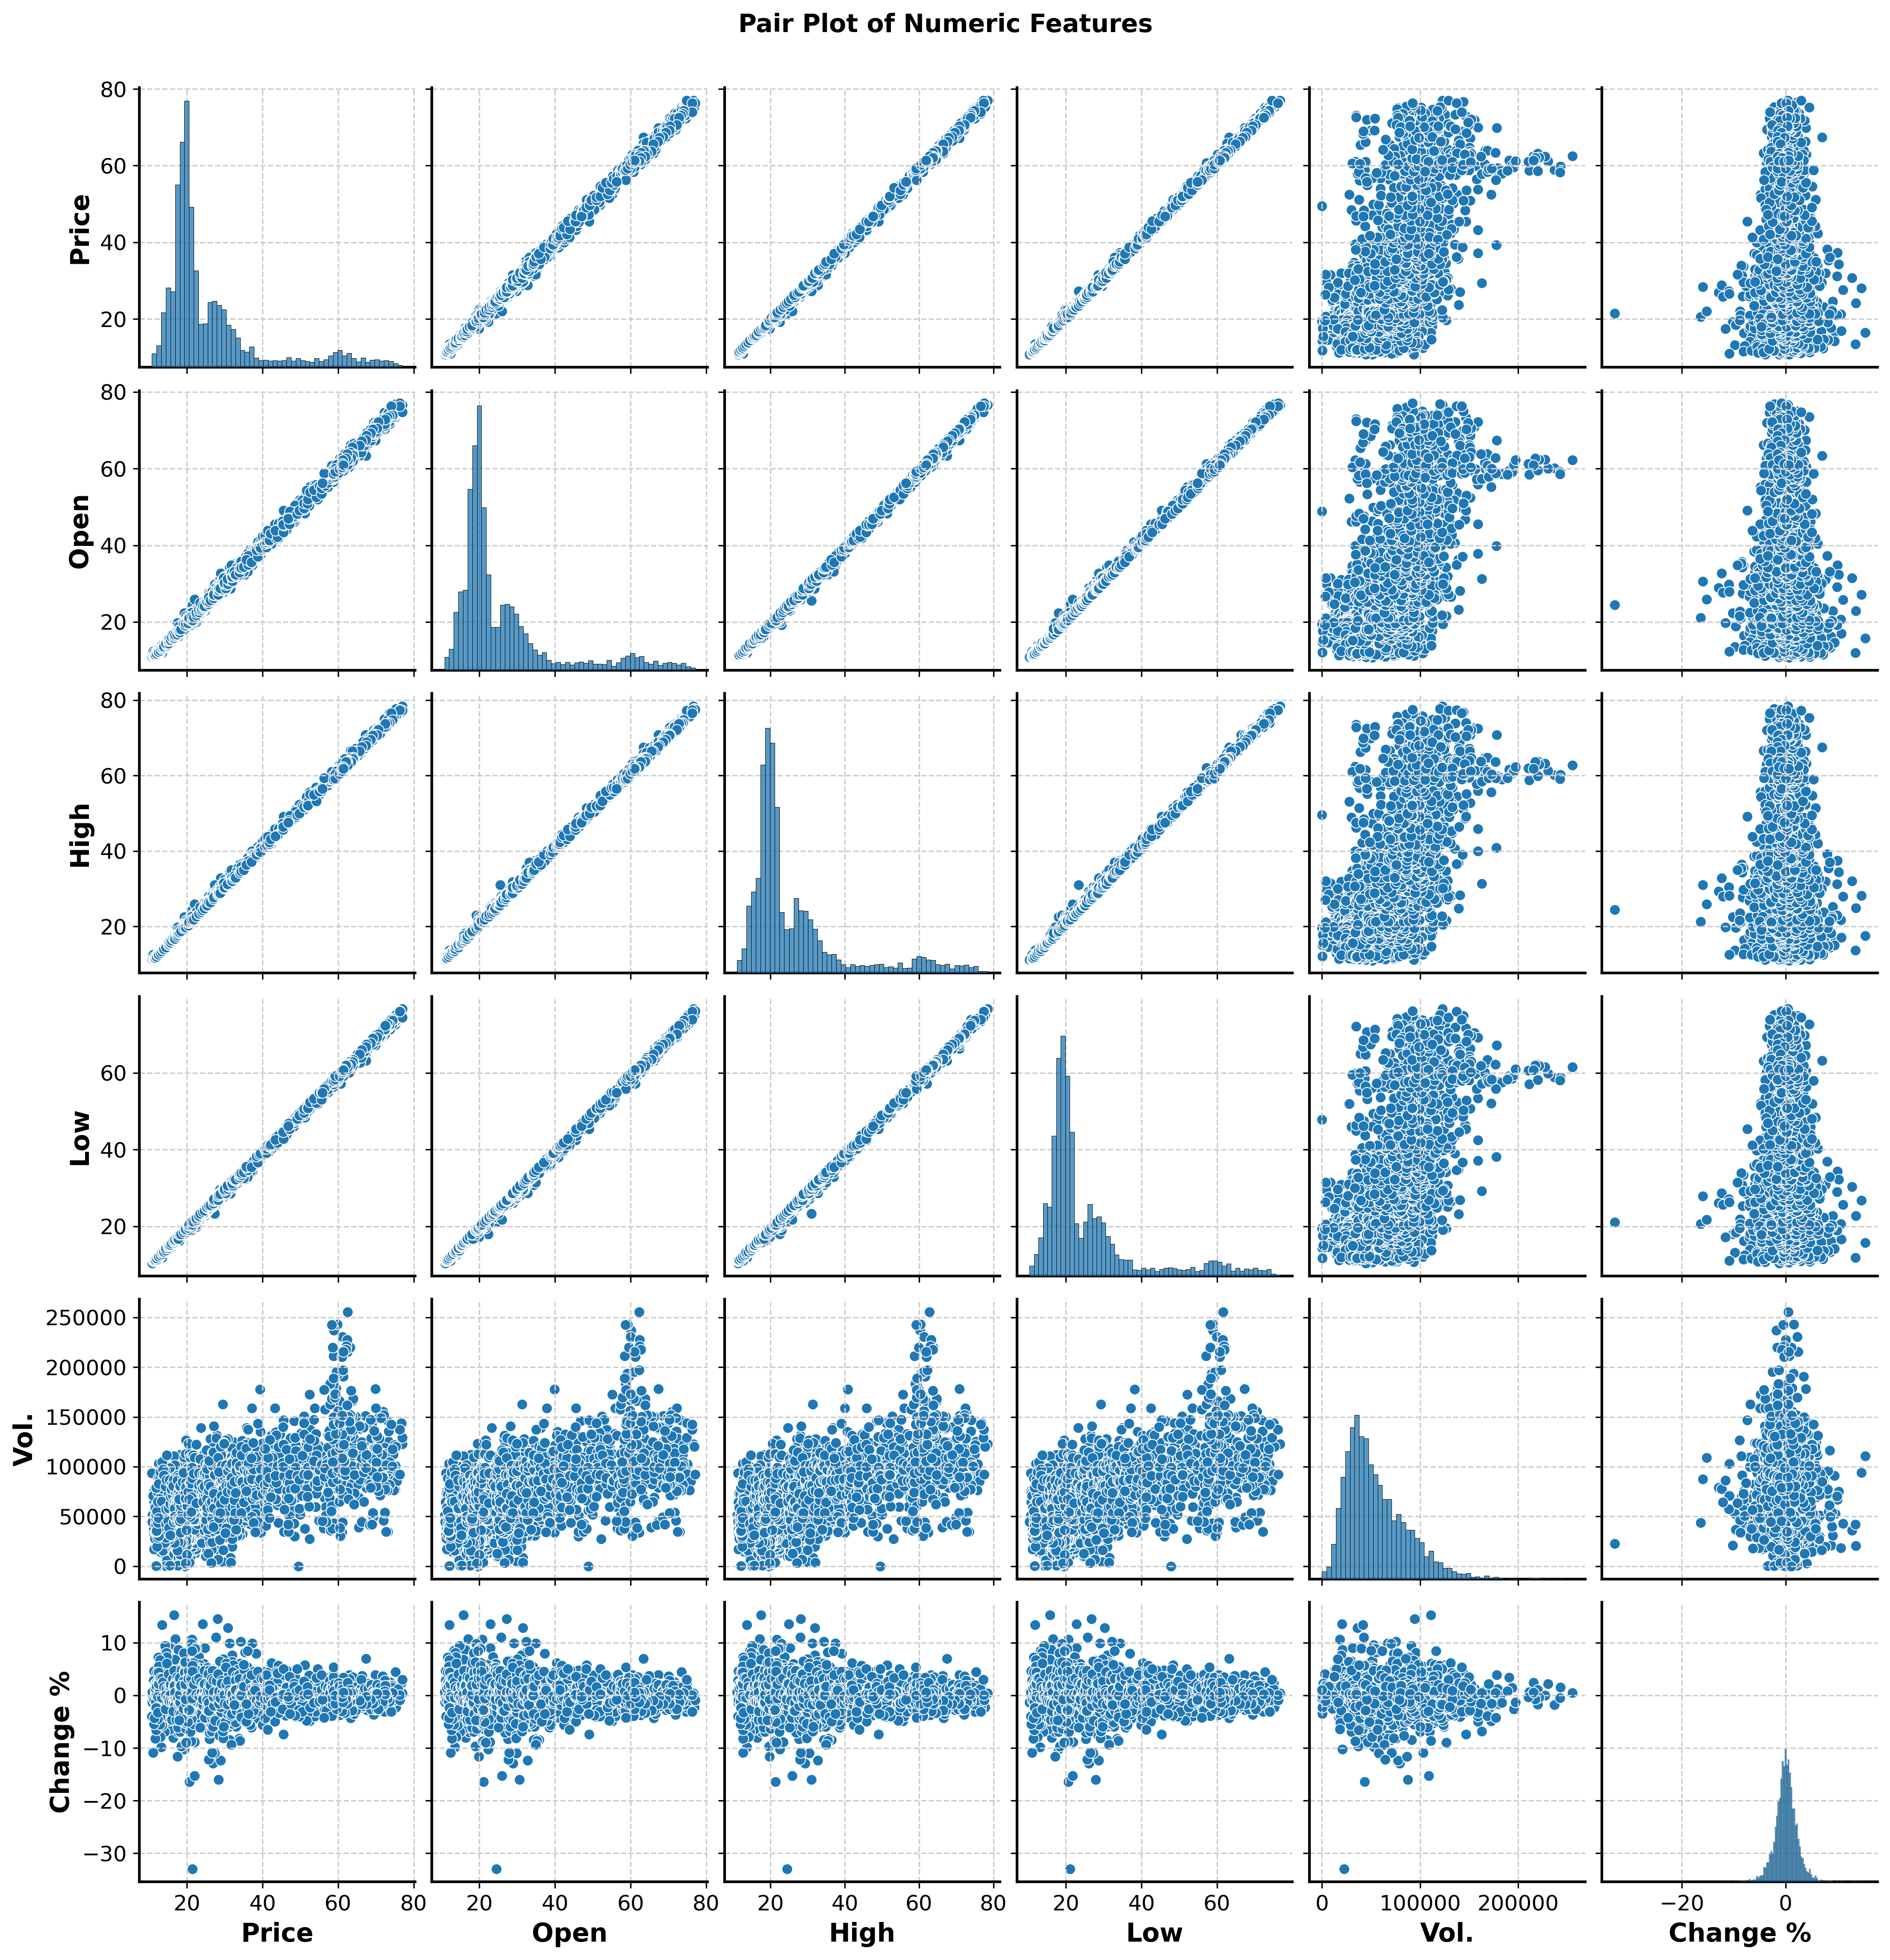 Pair Plot of Numeric Features
80
60
40
20
Price
80
60
40
20
Open
80
60
40
20
High
60
40
20
Low
250000
200000
150000
100000
50000
0
Vol.
10
0
−10
−20
−30
Change %
20 40 60 80
20 40 60 80
20 40 60 80
20 40 60
0 100000 200000
−20 0
Price Open High Low Vol. Change %